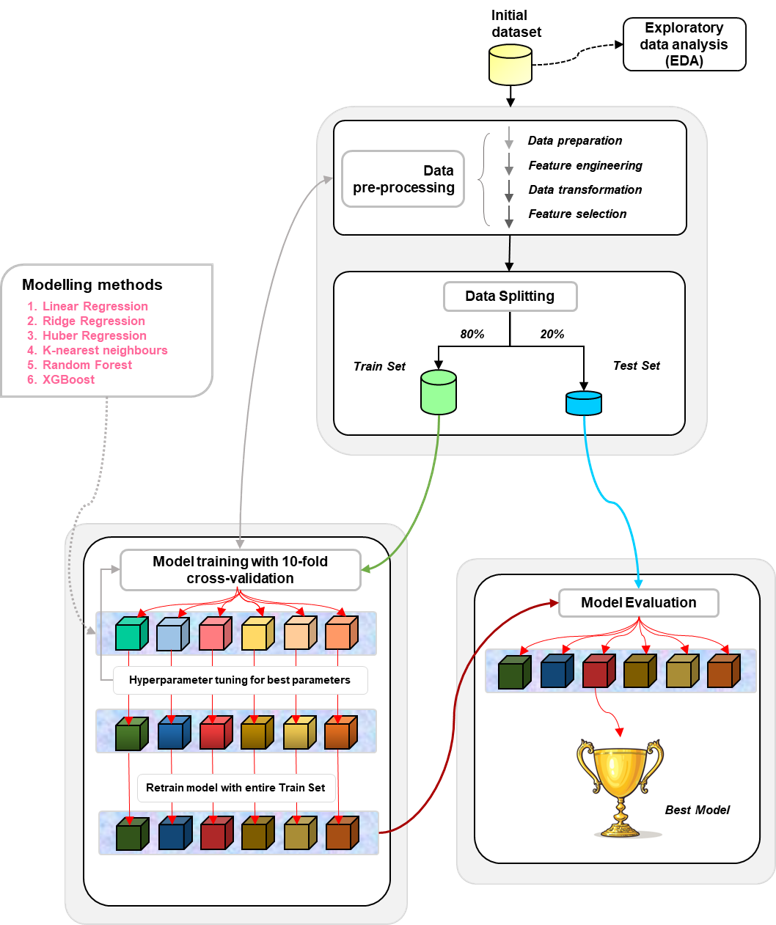 Initial
dataset
Exploratory
data analysis
(EDA)
Data
pre-processing
Data preparation
Feature engineering
Data transformation
Feature selection
Modelling methods
1. Linear Regression
2. Ridge Regression
3. Huber Regression
4. K-nearest neighbours
5. Random Forest
6. XGBoost
Data Splitting
80%
20%
Train Set
Test Set
Model training with 10-fold
cross-validation
Hyperparameter tuning for best parameters
Retrain model with entire Train Set
Model Evaluation
Best Model